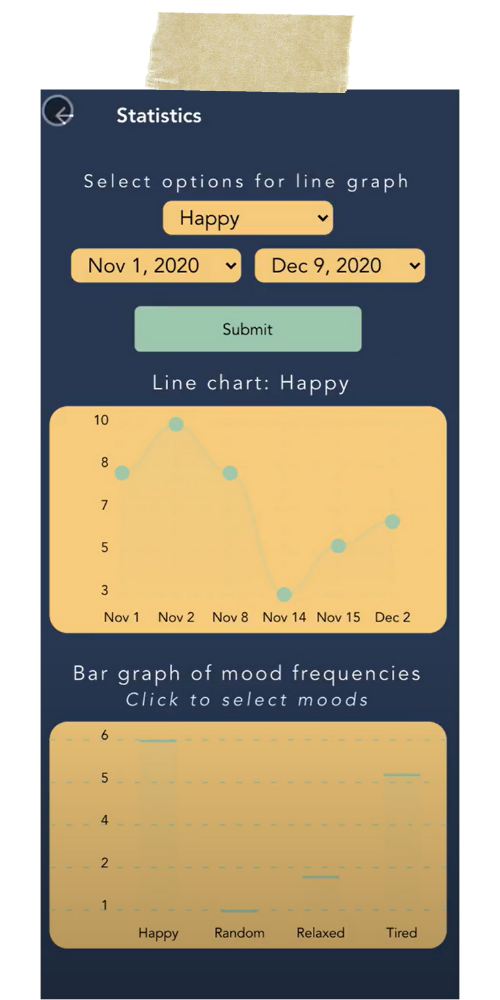 Statistics
Select options for line graph
Happy
Nov 1, 2020 Dec 9, 2020
Submit
Line chart: Happy
10
8
7
5
3
Nov 1 Nov 2 Nov 8 Nov 14 Nov 15 Dec 2
Bar graph of mood frequencies
Click to select moods
6
5
4
2
1
Happy Random Relaxed Tired